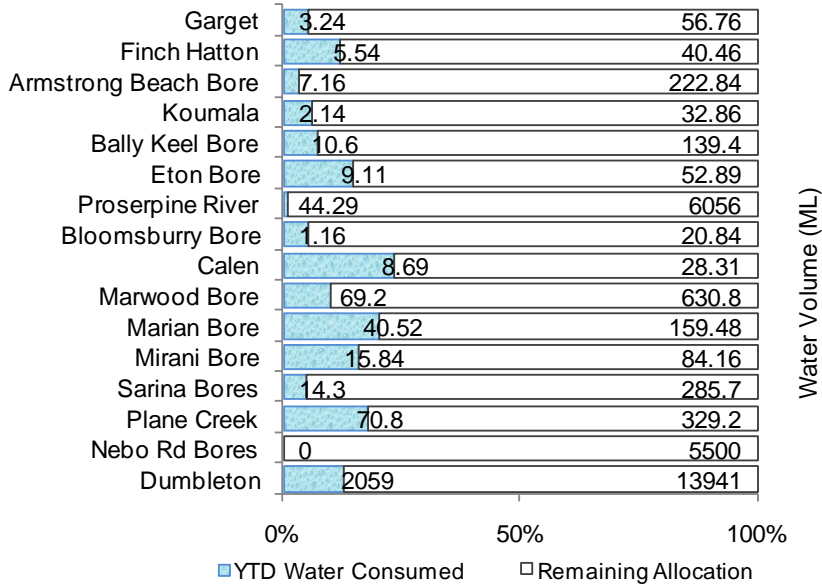 Garget 3.24 56.76
Finch Hatton 5.54 40.46
Armstrong Beach Bore 7.16 222.84
Koumala 2.14 32.86
Bally Keel Bore 10.6 139.4
Eton Bore 9.11 52.89
Proserpine River 44.29 6056
Bloomsburry Bore 1.16 20.84
Calen 8.69 28.31
Marwood Bore 69.2 630.8
Marian Bore 40.52 159.48
Mirani Bore 15.84 84.16
Sarina Bores 14.3 285.7
Plane Creek 70.8 329.2
Nebo Rd Bores 0 5500
Dumbleton 2059 13941
0% 50% 100%
YTD Water Consumed Remaining Allocation
Water Volume (ML)